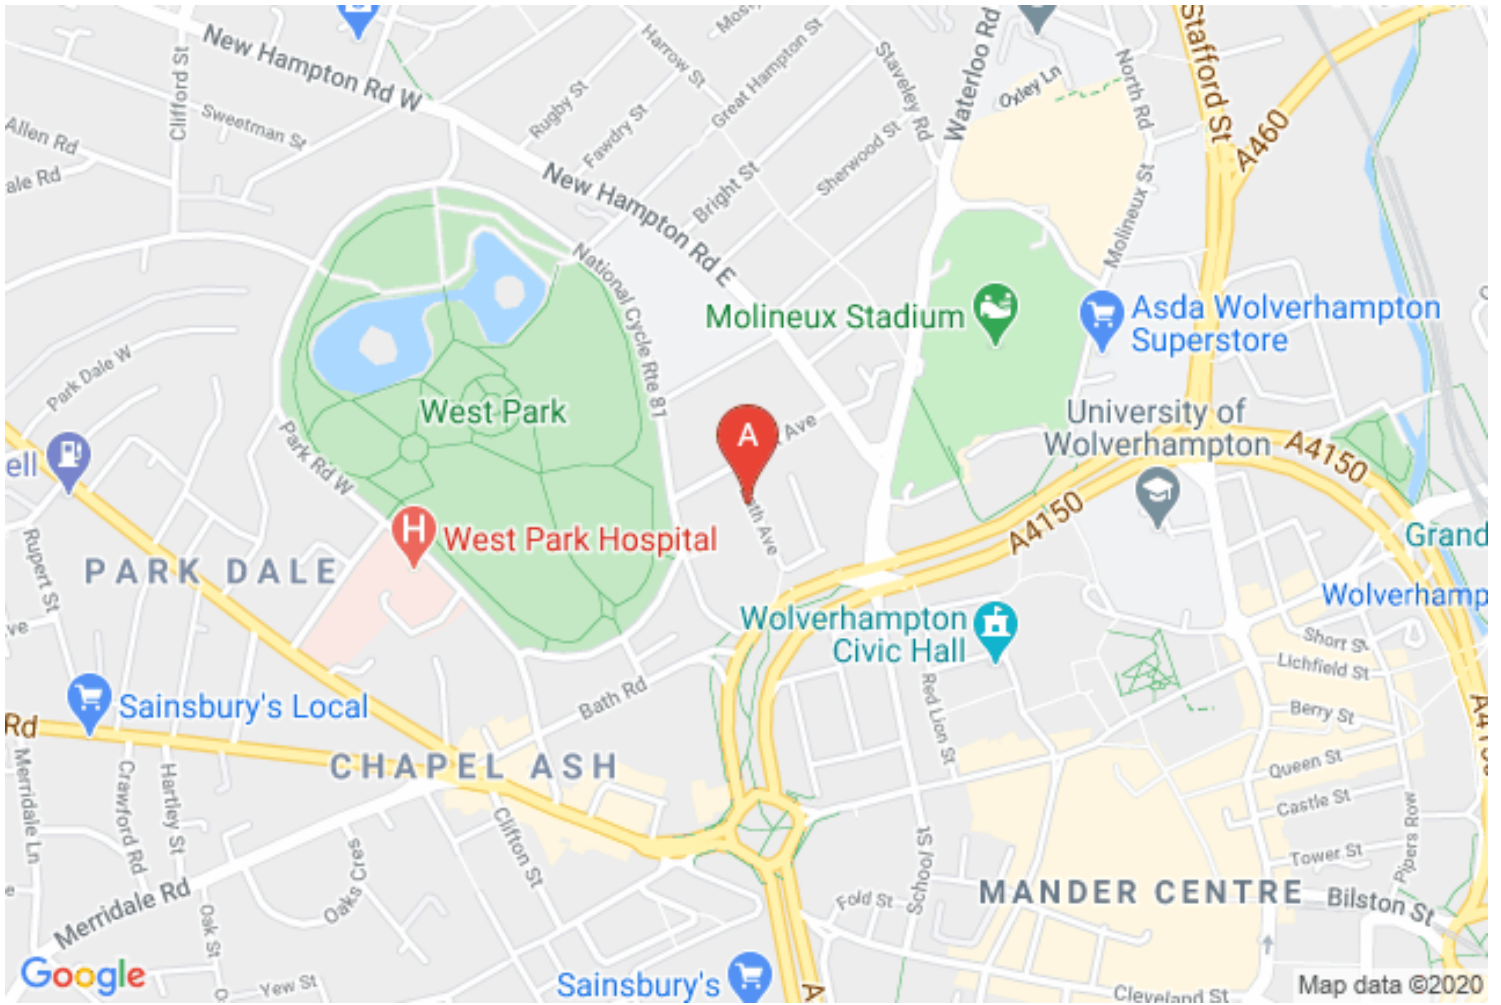 New Hampton Rd W
Clifford St
Sweetman St
Allen Rd
ale Rd
Harrow St
Great Hampton St
Rugby St
Fawdry St
Staveley Rd
Sherwood St
Bright St
New Hampton Rd E
Waterloo Rd
Oxley Ln
North Rd
Molineux St
Stafford St
A460
National Cycle Rte 81
Molineux Stadium
Asda Wolverhampton
Superstore
Park Dale W
West Park
A
Ave
University of
Wolverhampton
A4150
ell
Park Rd W
West Park Hospital
th Ave
A4150
Grand
Rupert St
PARK DALE
Wolverhamp
Wolverhampton
Civic Hall
ve
Short St
Lichfield St
Sainsbury's Local
Bath Rd
Red Lion St
Berry St
Rd
CHAPEL ASH
Queen St
Merridale Ln
Crawford Rd
Hartley St
Castle St
Clifton St
Oaks Cres
School St
Tower St
Pipers Row
Merridale Rd
Oak St
Fold St
MANDER CENTRE
Bilston St
Google
Yew St
Sainsbury's
A
Cleveland St
Map data ©2020